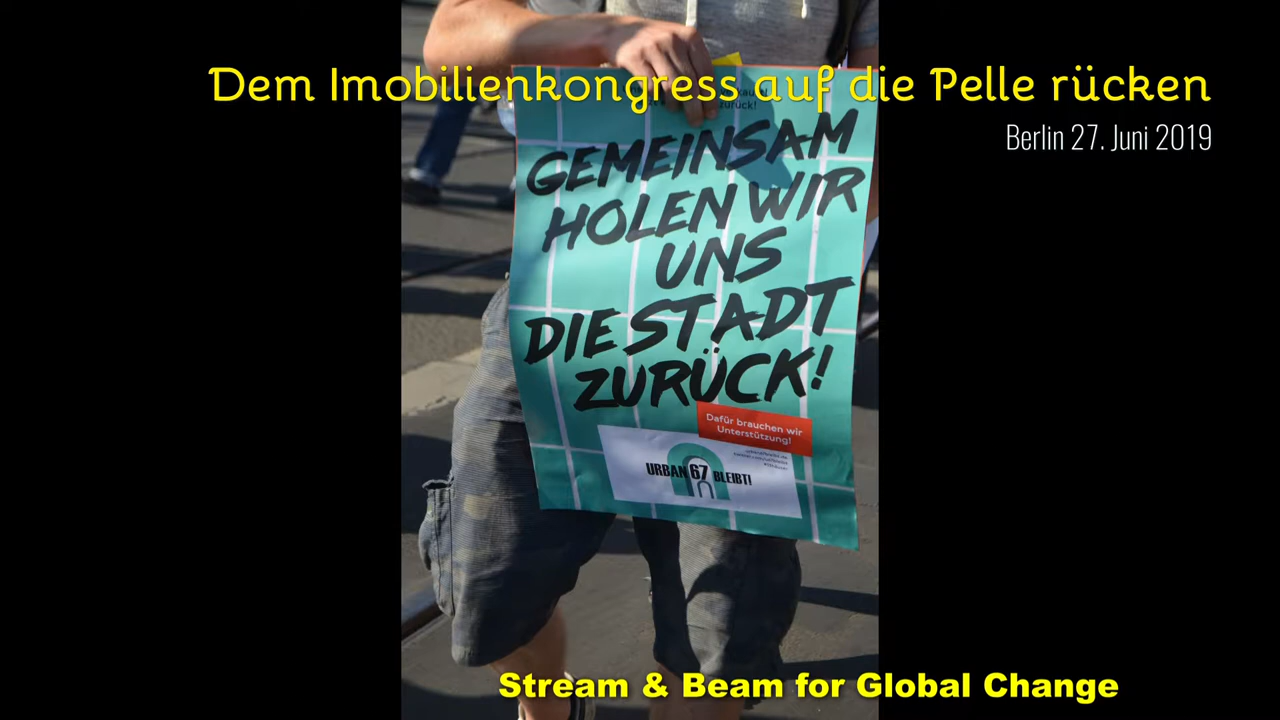 Dem Imobilienkongress auf die Pelle rücken
Berlin 27. Juni 2019
zurück!
GEMEINSAM
HOLEN WIR
UNS
DIE STADT
ZURÜCK!
Dafür brauchen wir
Unterstützung!
URBAN 67 BLEIBT!
Stream & Beam for Global Change